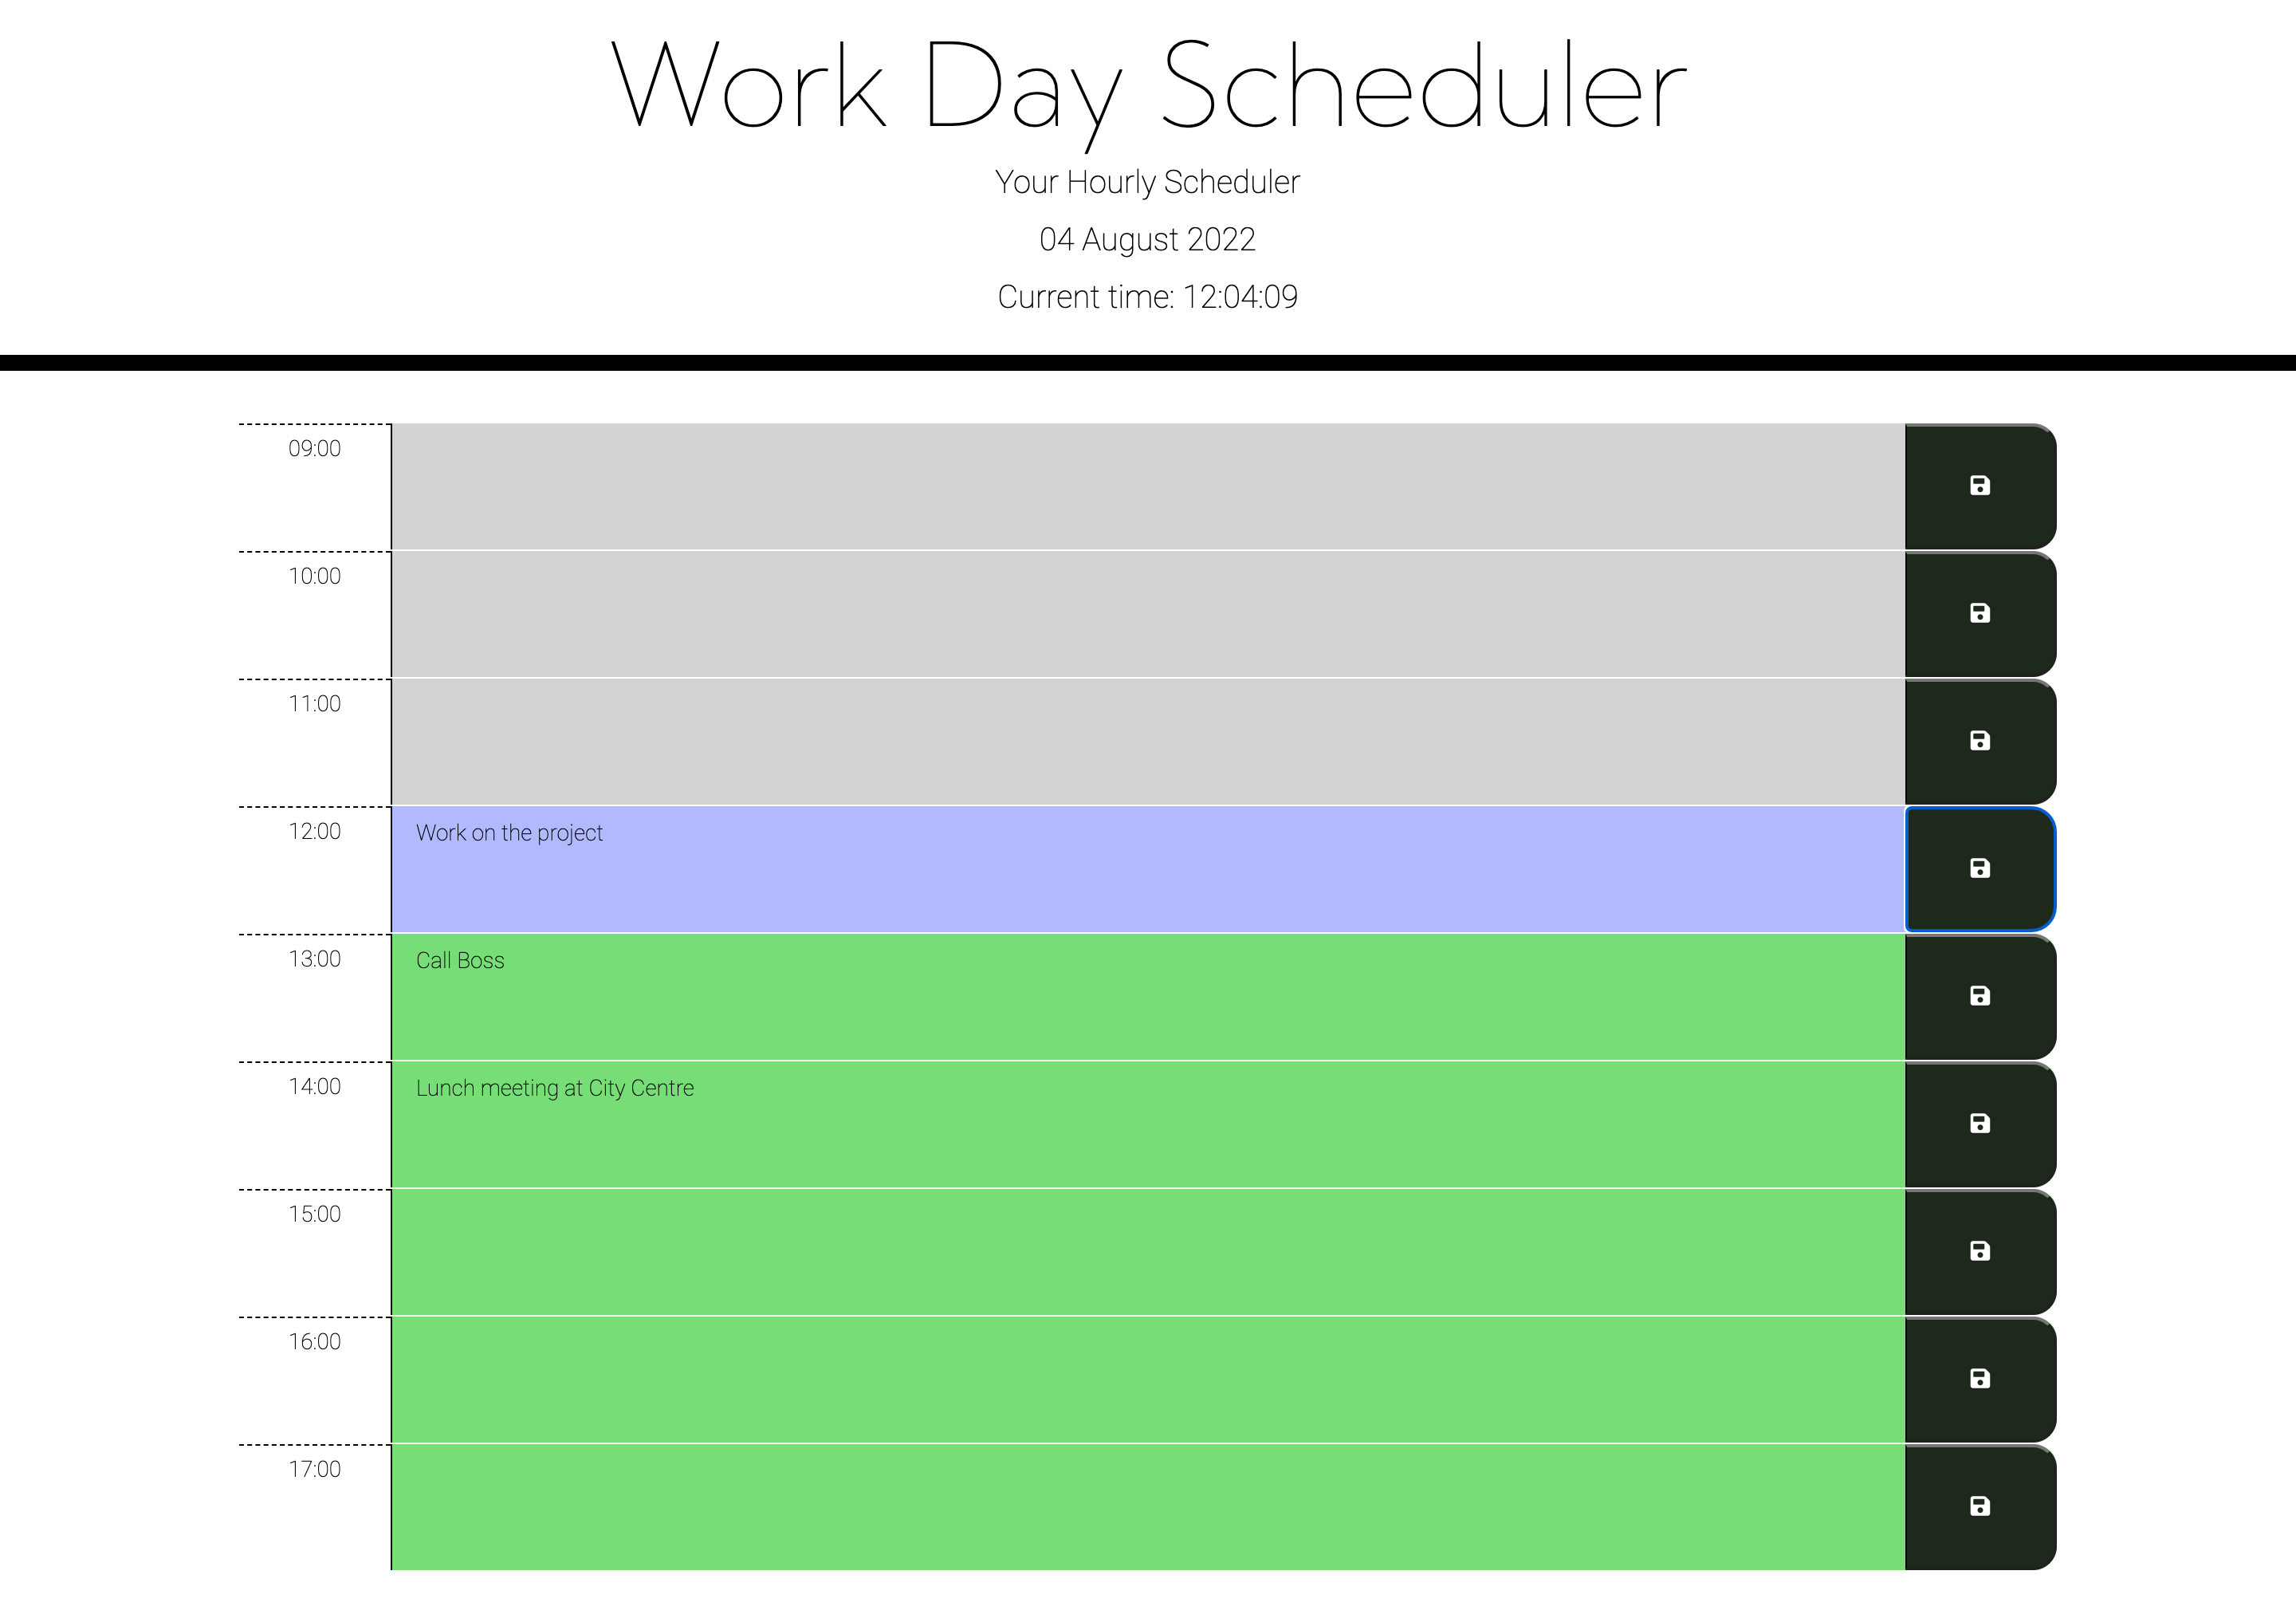 Work Day Scheduler
Your Hourly Scheduler
04 August 2022
Current time: 12:04:09
09:00
10:00
11:00
12:00 Work on the project
13:00 Call Boss
14:00 Lunch meeting at City Centre
15:00
16:00
17:00